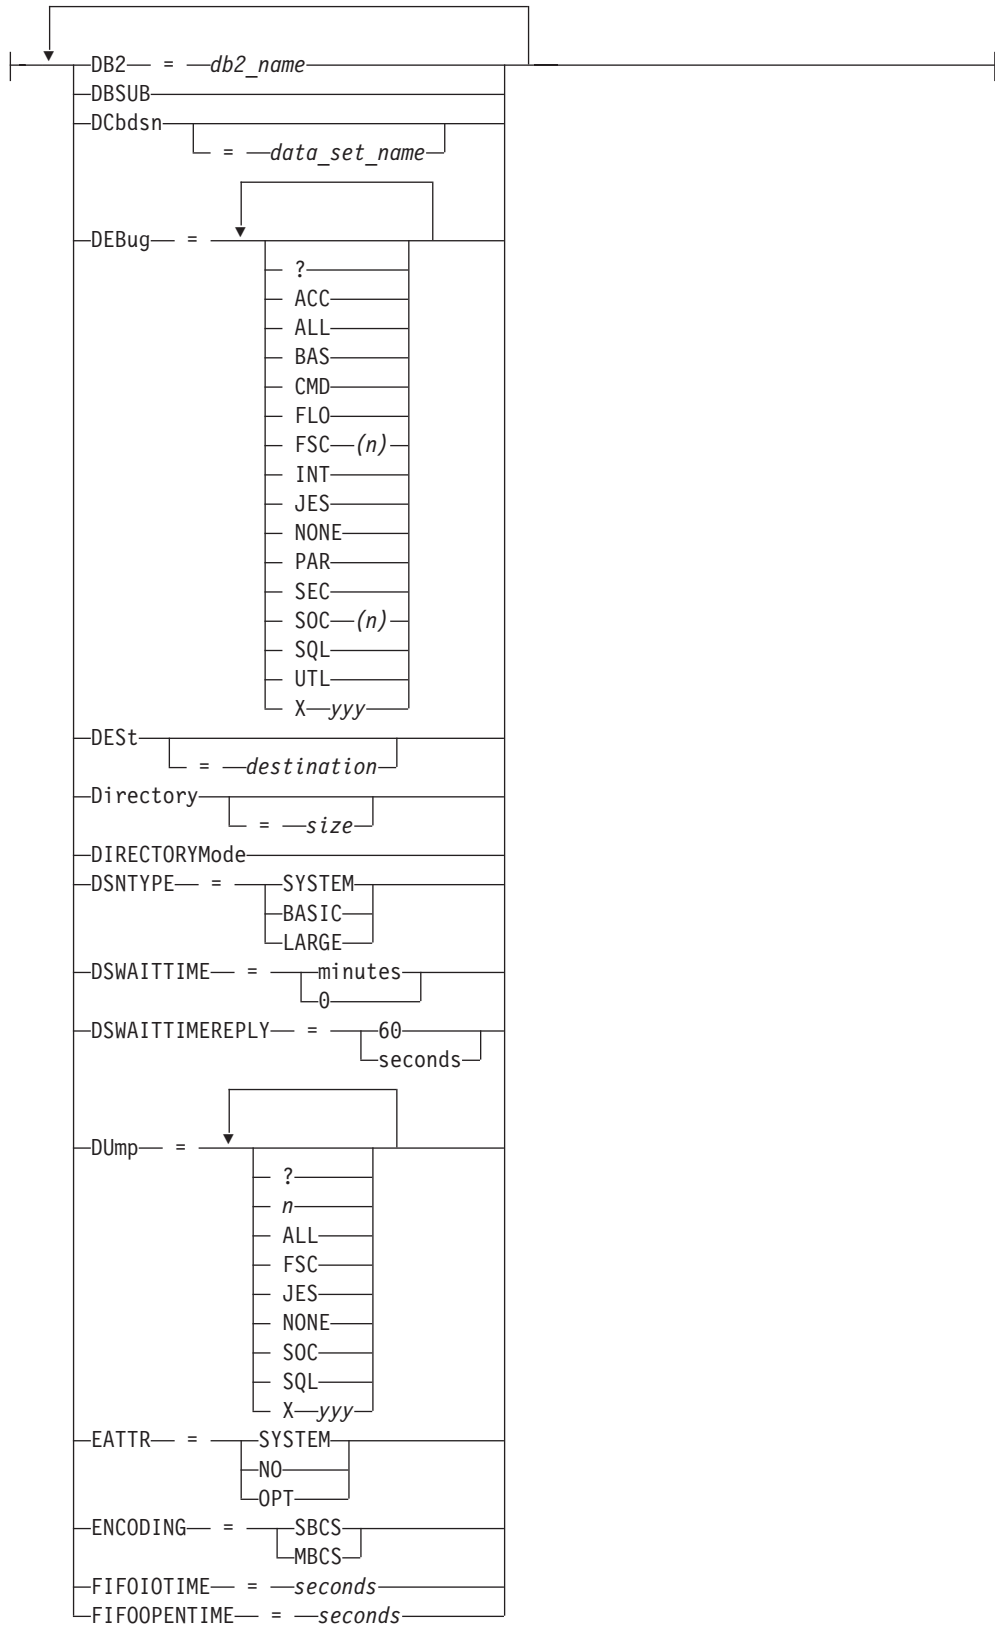 DB2 = db2_name
DBSUB
DCbdsn
= data_set_name
DEBug =
?
ACC
ALL
BAS
CMD
FLO
FSC (n)
INT
JES
NONE
PAR
SEC
SOC (n)
SQL
UTL
X yyy
DESt
= destination
Directory
= size
DIRECTORYMode
DSNTYPE = SYSTEM
BASIC
LARGE
DSWAITTIME = minutes
0
DSWAITTIMEREPLY = 60
seconds
DUmp =
?
n
ALL
FSC
JES
NONE
SOC
SQL
X yyy
EATTR = SYSTEM
NO
OPT
ENCODING = SBCS
MBCS
FIFOIOTIME = seconds
FIFOOPENTIME = seconds